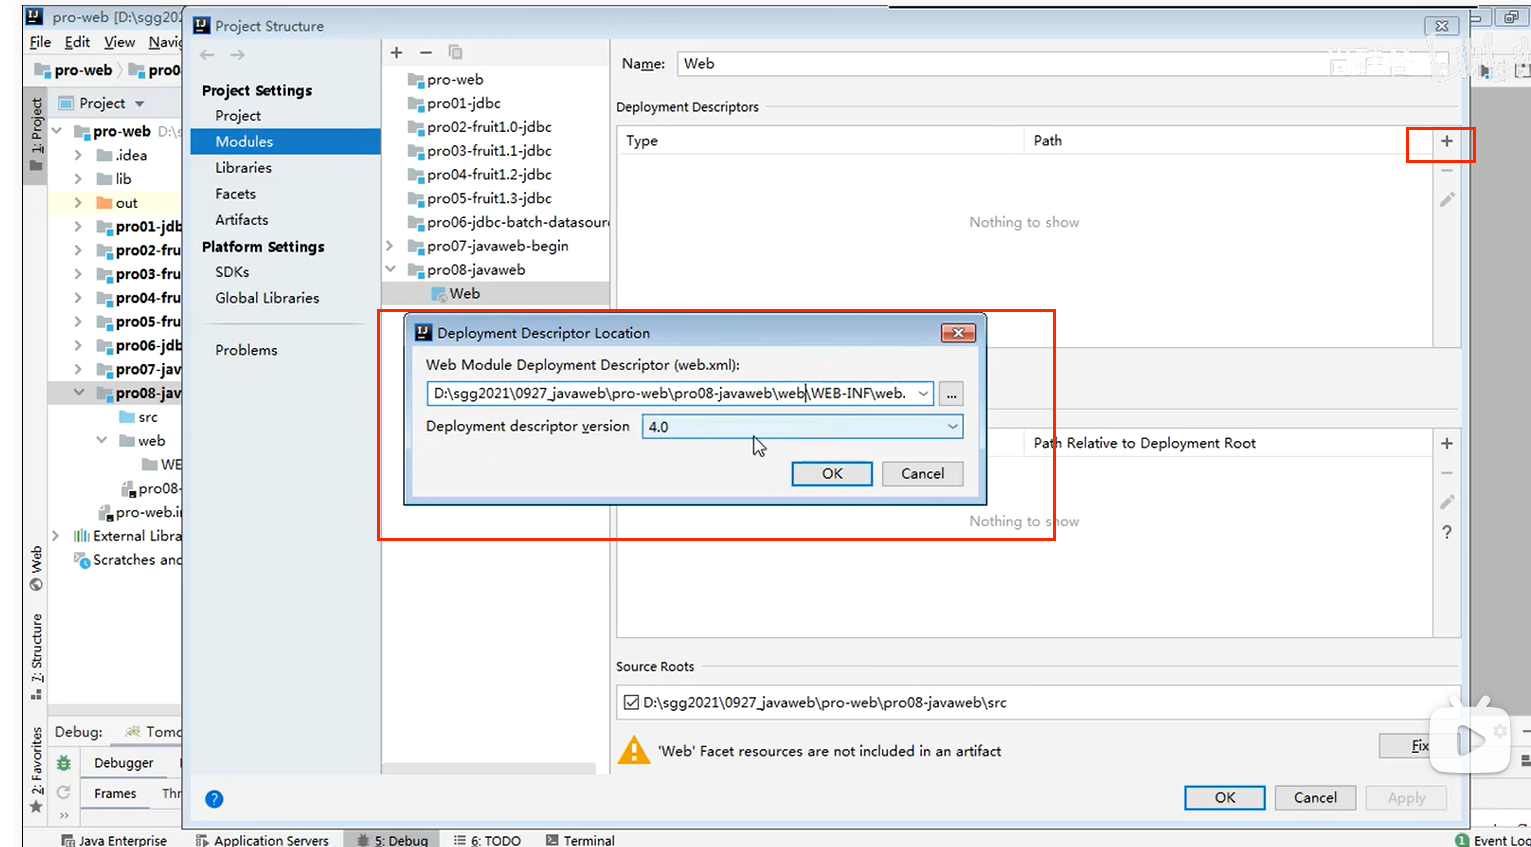 pro-web [D:\sgg202
Project Structure
File Edit View Navig
pro-web pro0
1: Project
Project
pro-web D:\s
.idea
lib
out
pro01-jdb
pro02-fru
pro03-fru
pro04-fru
pro05-fru
pro06-jdb
pro07-jav
pro08-jav
src
web
WE
pro08-
pro-web.i
External Libra
Scratches and
Web
7: Structure
2: Favorites
Project Settings
Project
Modules
Libraries
Facets
Artifacts
Platform Settings
SDKs
Global Libraries
Problems
pro-web
pro01-jdbc
pro02-fruit1.0-jdbc
pro03-fruit1.1-jdbc
pro04-fruit1.2-jdbc
pro05-fruit1.3-jdbc
pro06-jdbc-batch-datasour
pro07-javaweb-begin
pro08-javaweb
Web
Name: Web
Deployment Descriptors
Type Path
Nothing to show
Deployment Descriptor Location
Web Module Deployment Descriptor (web.xml):
D:\sgg2021\0927_javaweb\pro-web\pro08-javaweb\web\WEB-INF\web.
...
Deployment descriptor version 4.0
OK Cancel
Path Relative to Deployment Root
Nothing to show
?
Source Roots
D:\sgg2021\0927_javaweb\pro-web\pro08-javaweb\src
'Web' Facet resources are not included in an artifact
Fix
? OK Cancel Apply
Debug: Tomc
Debugger
Frames Thr
Java Enterprise Application Servers 5: Debug 6: TODO Terminal
1 Event Log